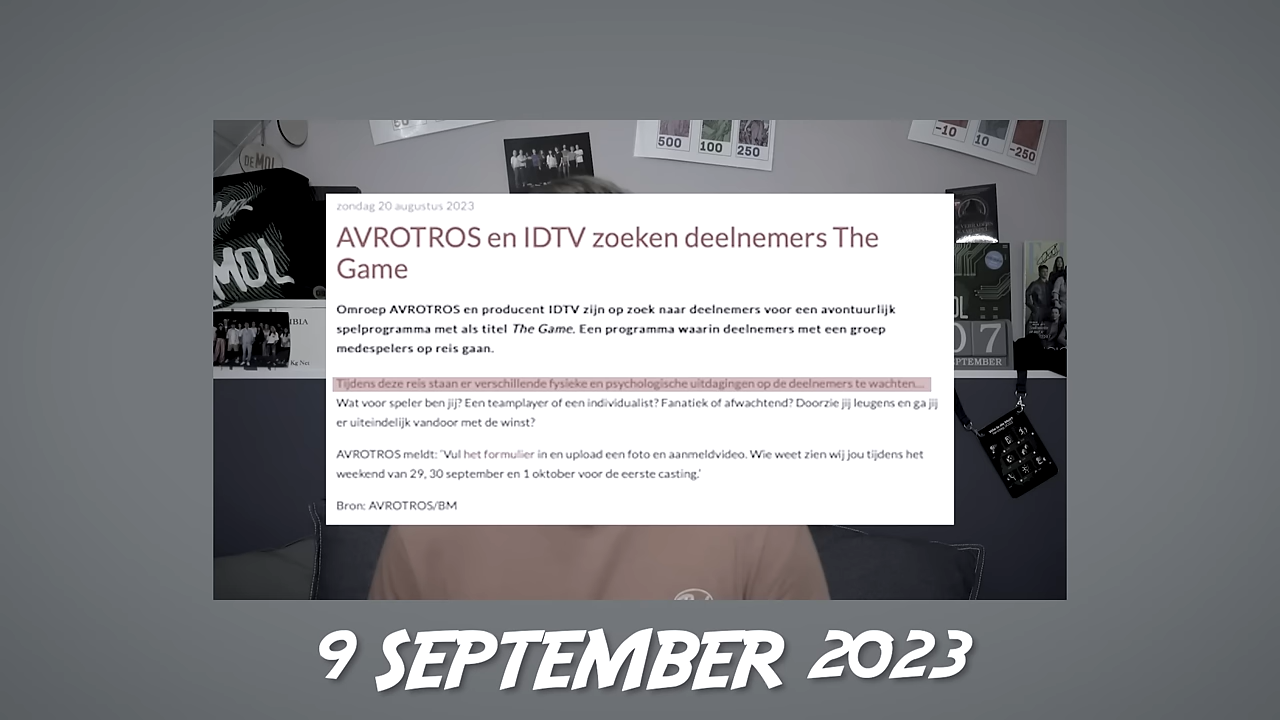 500
100
250
-10
10
-250
DE MOL
MOL
zondag 20 augustus 2023
AVROTROS en IDTV zoeken deelnemers The
Game
Omroep AVROTROS en producent IDTV zijn op zoek naar deelnemers voor een avontuurlijk
spelprogramma met als titel The Game. Een programma waarin deelnemers met een groep
medespelers op reis gaan.
Tijdens deze reis staan er verschillende fysieke en psychologische uitdagingen op de deelnemers te wachten...
Wat voor speler ben jij? Een teamplayer of een individualist? Fanatiek of afwachtend? Doorzie jij leugens en ga jij
er uiteindelijk vandoor met de winst?
AVROTROS meldt: 'Vul het formulier in en upload een foto en aanmeldvideo. Wie weet zien wij jou tijdens het
weekend van 29, 30 september en 1 oktober voor de eerste casting.'
Bron: AVROTROS/BM
07
SEPTEMBER
9 SEPTEMBER 2023